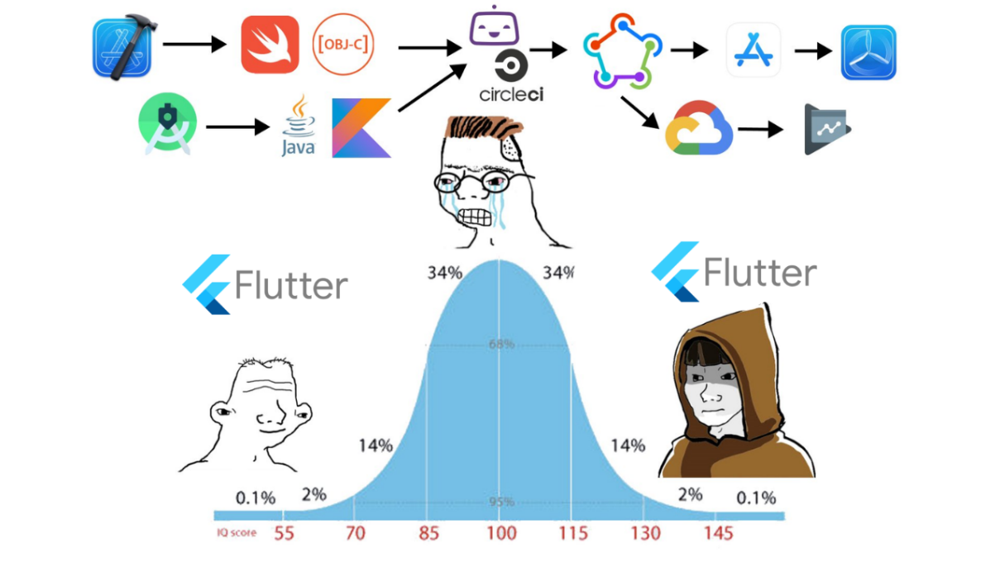 [OBJ-C]
circleci
Java
Flutter
Flutter
34% 34%
68%
14% 14%
95%
0.1% 2% 2% 0.1%
IQ score 55 70 85 100 115 130 145